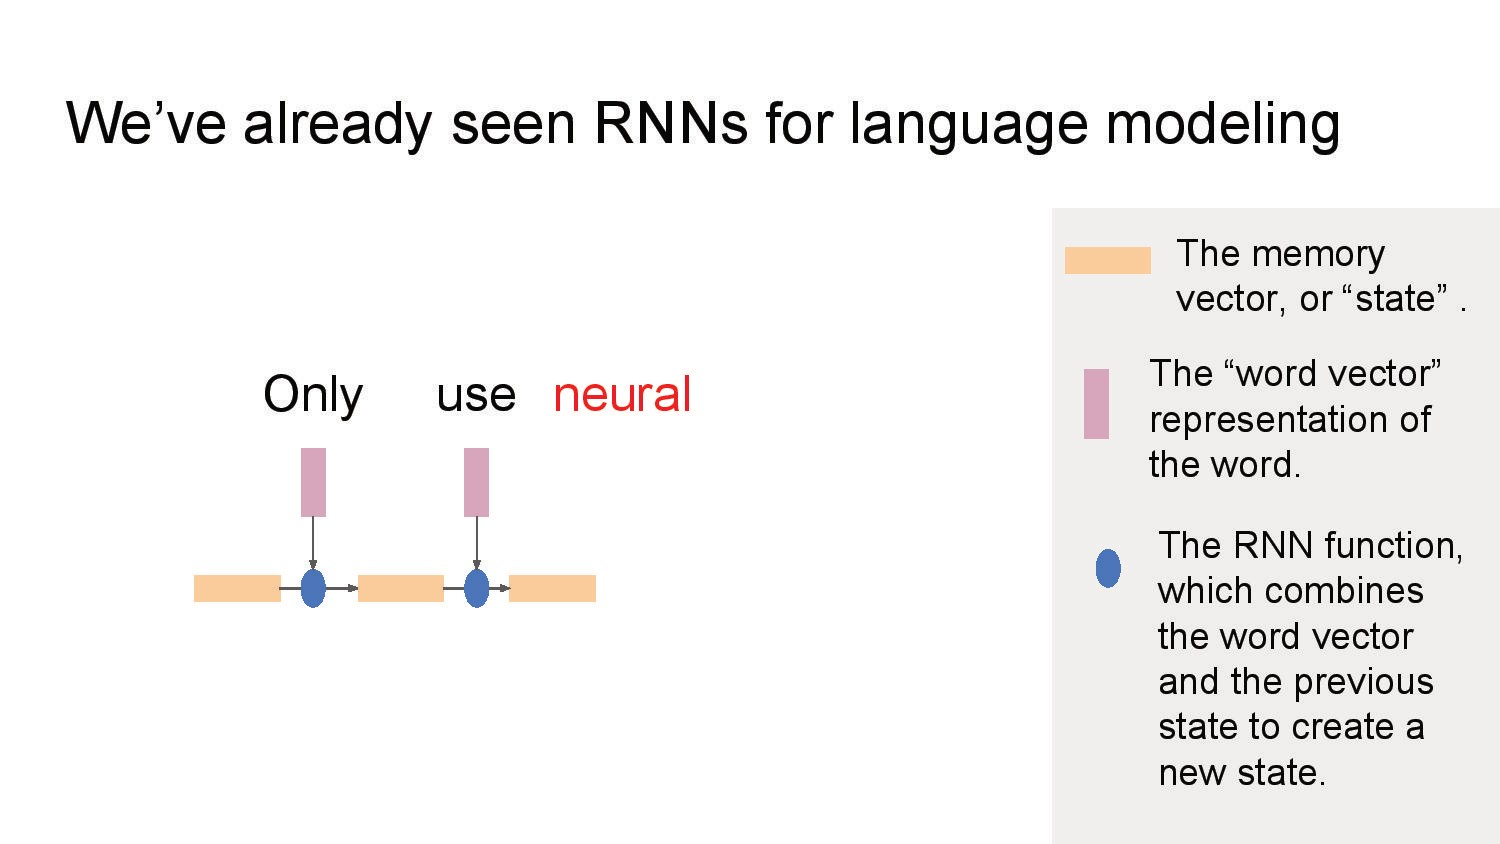 We’ve already seen RNNs for language modeling
Only use neural
The memory
vector, or “state” .
The “word vector”
representation of
the word.
The RNN function,
which combines
the word vector
and the previous
state to create a
new state.